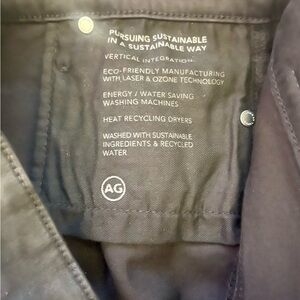 PURSUING SUSTAINABLE
IN A SUSTAINABLE WAY
VERTICAL INTEGRATION
ECO-FRIENDLY MANUFACTURING
WITH LASER & OZONE TECHNOLOGY
ENERGY / WATER SAVING
WASHING MACHINES
HEAT RECYCLING DRYERS
WASHED WITH SUSTAINABLE
INGREDIENTS & RECYCLED
WATER
AG